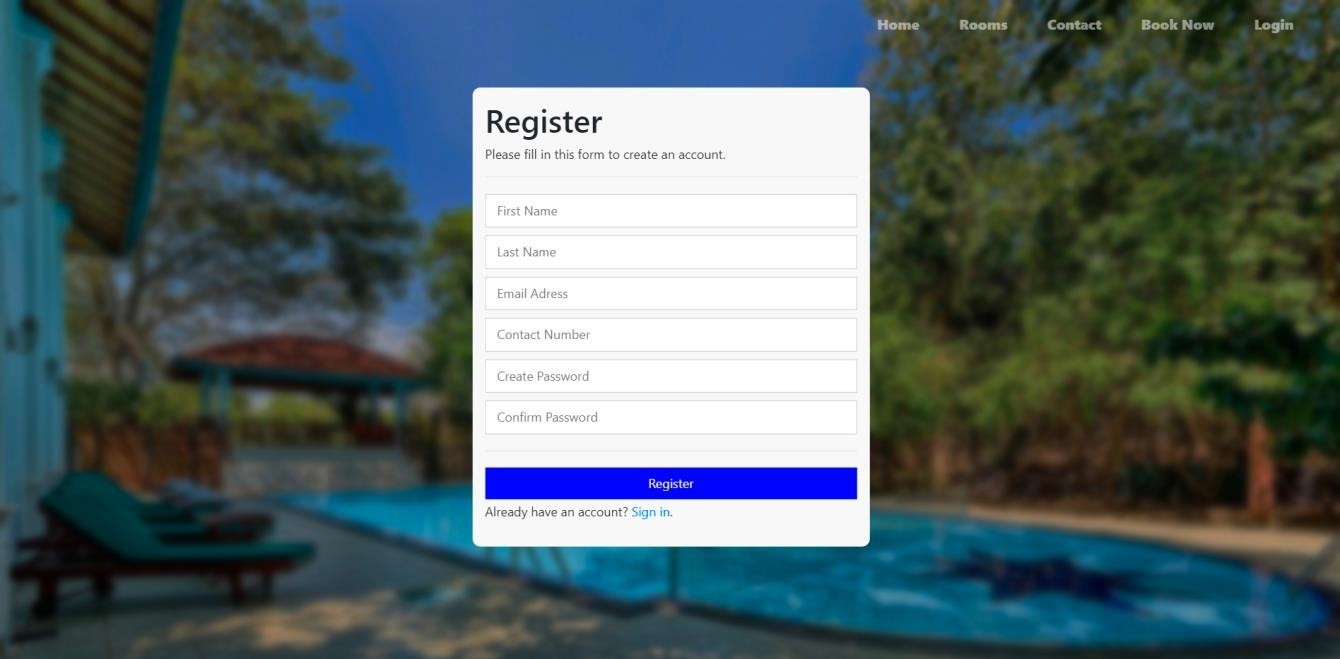 Home Rooms Contact Book Now Login
Register
Please fill in this form to create an account.
First Name
Last Name
Email Adress
Contact Number
Create Password
Confirm Password
Register
Already have an account? Sign in.